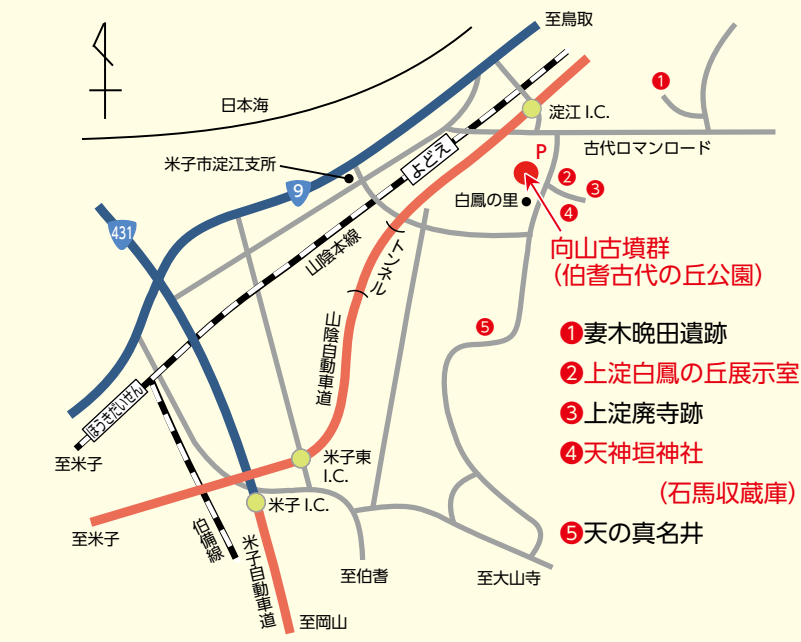 至鳥取
日本海
淀江 I.C.
❶
古代ロマンロード
よどえ
P
米子市淀江支所
9
❷
❸
白鳳の里
❹
431
山陰本線
トンネル
向山古墳群
(伯耆古代の丘公園)
山陰自動車道
❺
❶妻木晩田遺跡
❷上淀白鳳の丘展示室
❸上淀廃寺跡
❹天神垣神社
(石馬収蔵庫)
❺天の真名井
ほうきだいせん
至米子
米子東
I.C.
米子 I.C.
至米子
伯備線
米子自動車道
至伯耆
至大山寺
至岡山